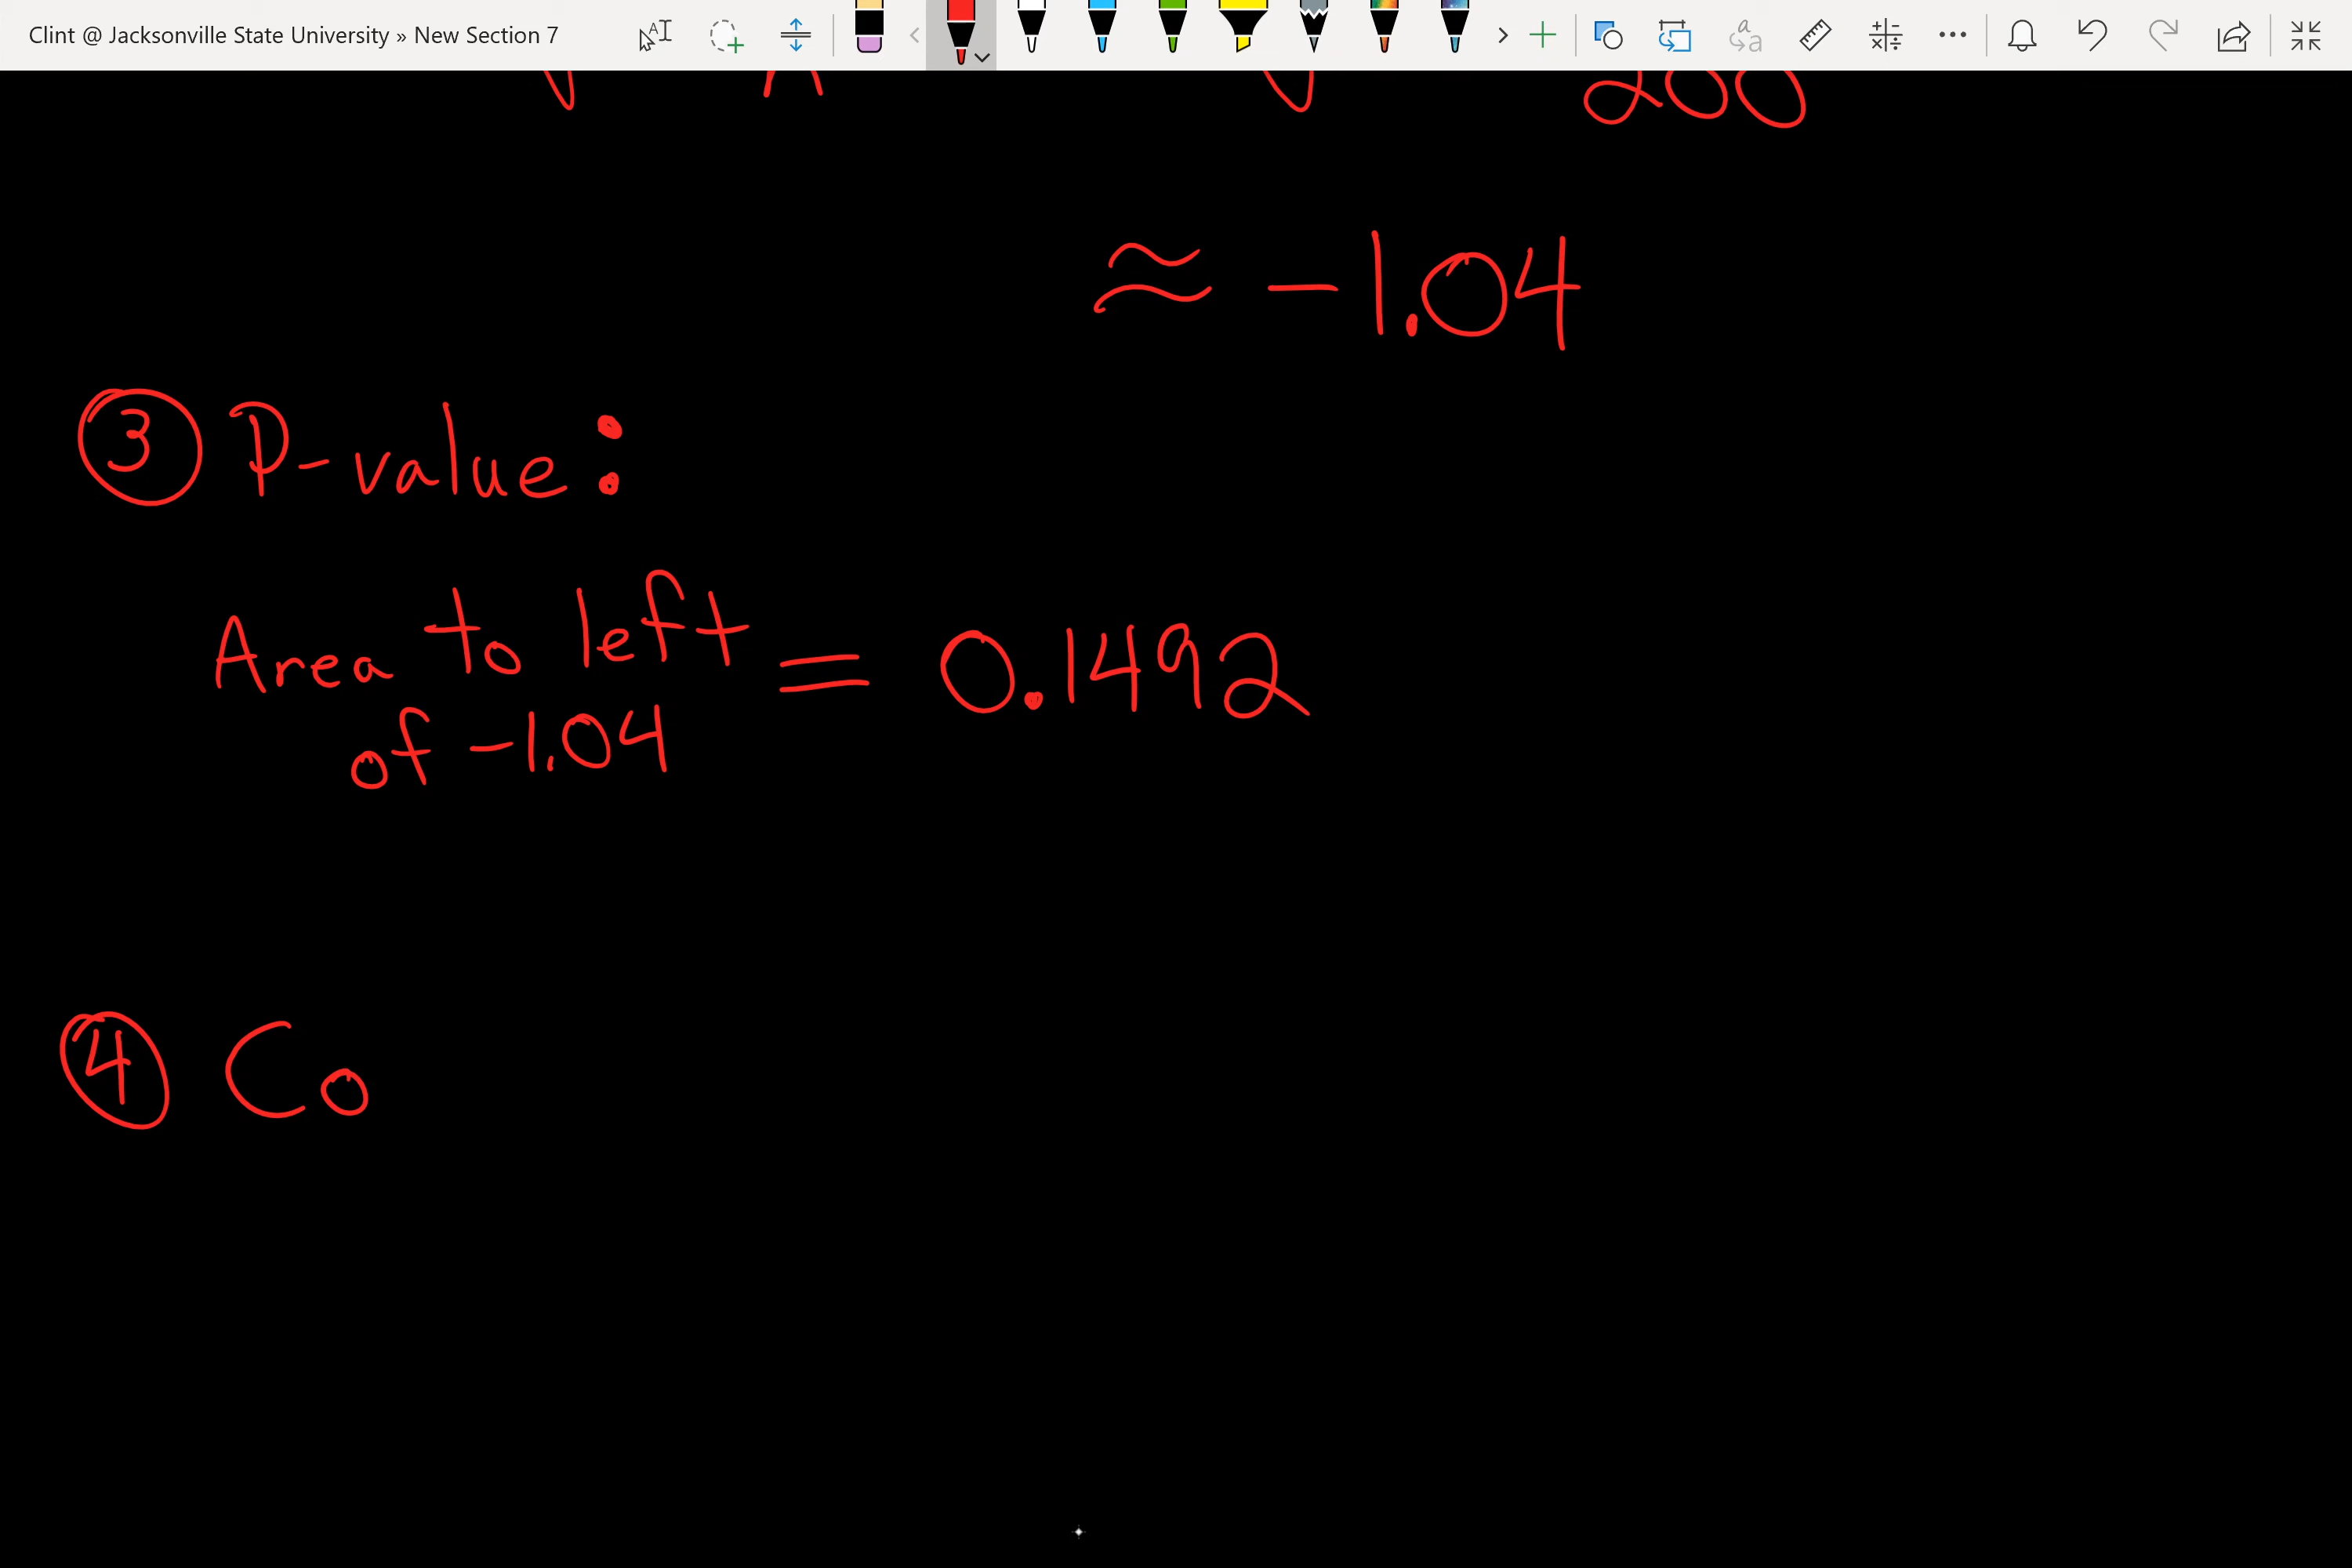 Clint @ Jacksonville State University » New Section 7
200
≈ -1.04
③ P-value:
Area to left = 0.1492
of -1.04
④ Co